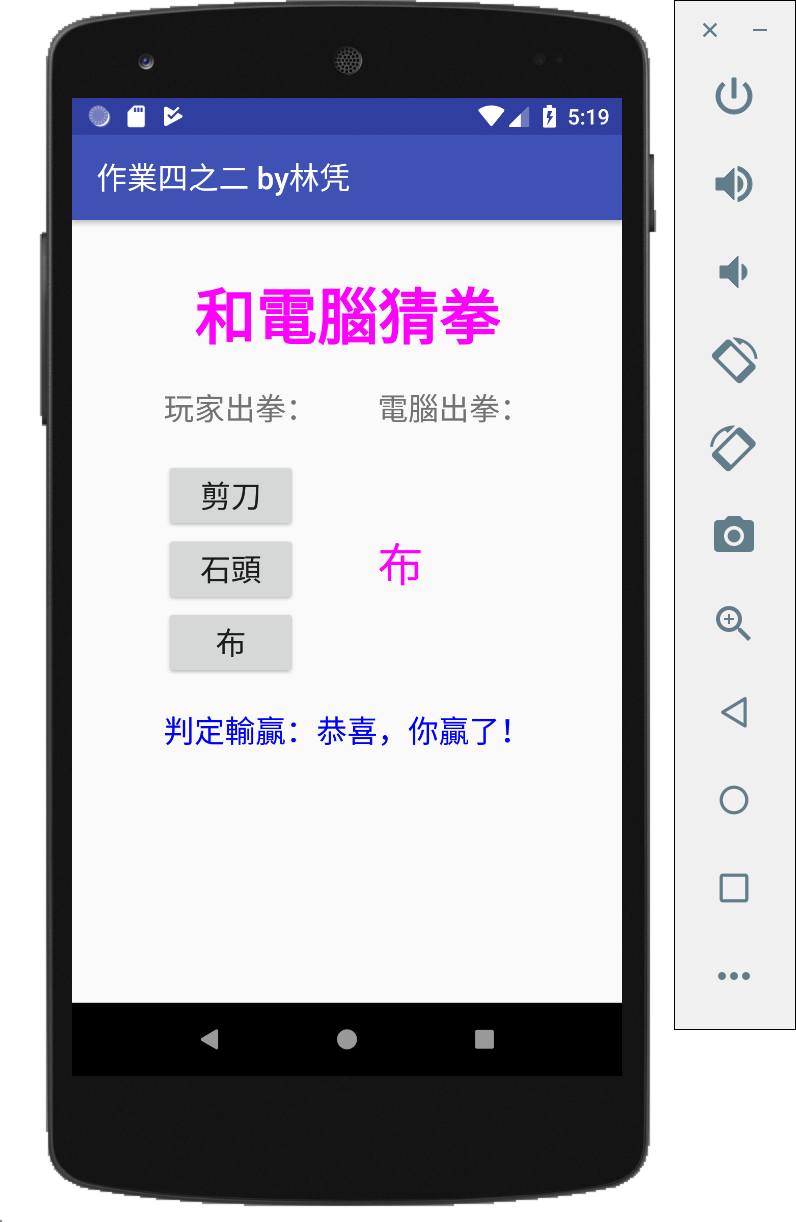 5:19
作業四之二 by林凭
和電腦猜拳
玩家出拳： 電腦出拳：
剪刀
石頭
布
布
判定輸贏：恭喜，你贏了！